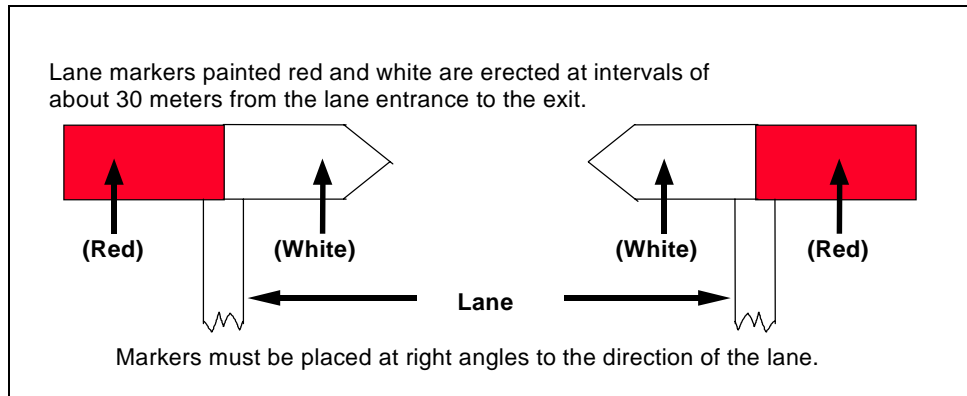 Lane markers painted red and white are erected at intervals of
about 30 meters from the lane entrance to the exit.
(Red) (White) (White) (Red)
Lane
Markers must be placed at right angles to the direction of the lane.